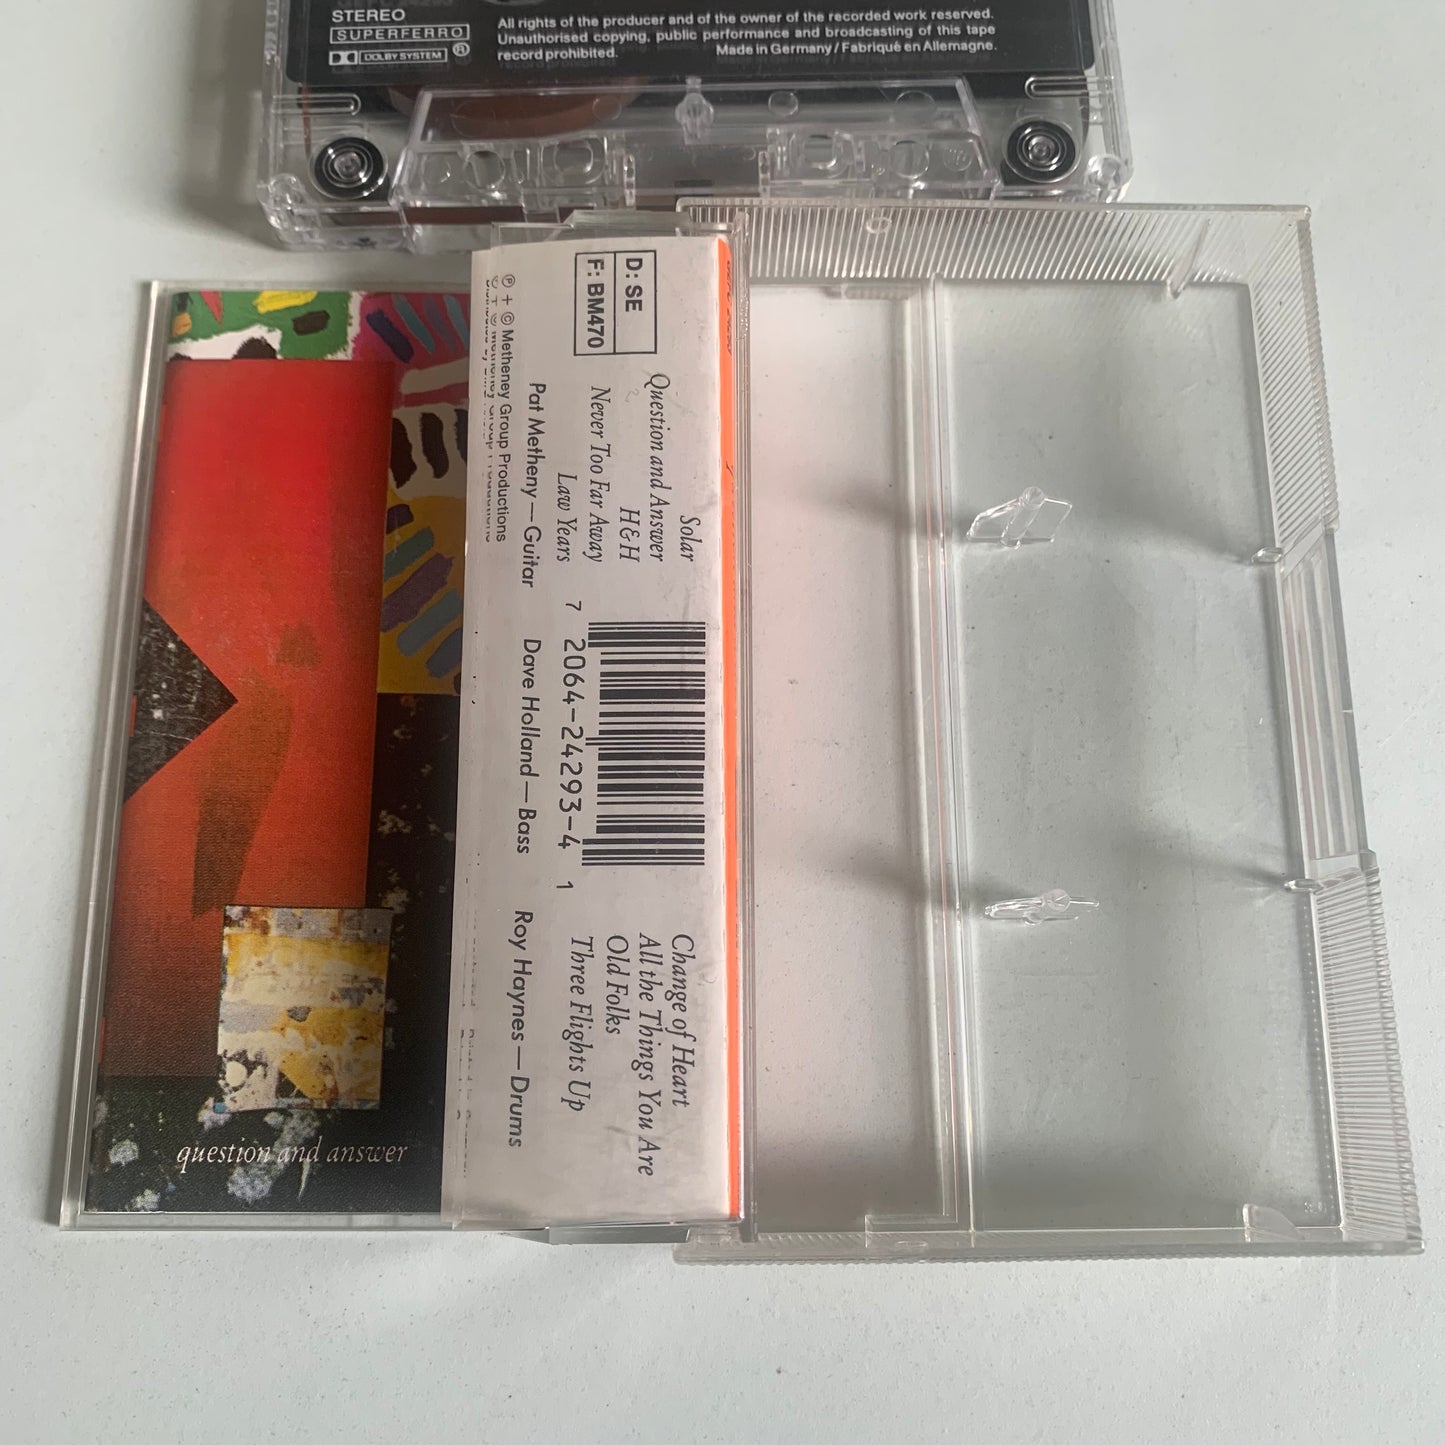 STEREO
SUPERFERRO
DOLBY SYSTEM ®
All rights of the producer and of the owner of the recorded work reserved.
Unauthorised copying, public performance and broadcasting of this tape
record prohibited. Made in Germany/Fabriqué en Allemagne.
D: SE
F: BM470
Solar
Question and Answer
H&H
Never Too Far Away
Law Years
7 2064-24293-4 1
Change of Heart
All the Things You Are
Old Folks
Three Flights Up
Pat Metheny—Guitar Dave Holland—Bass Roy Haynes—Drums
℗ + © Metheney Group Productions
question and answer